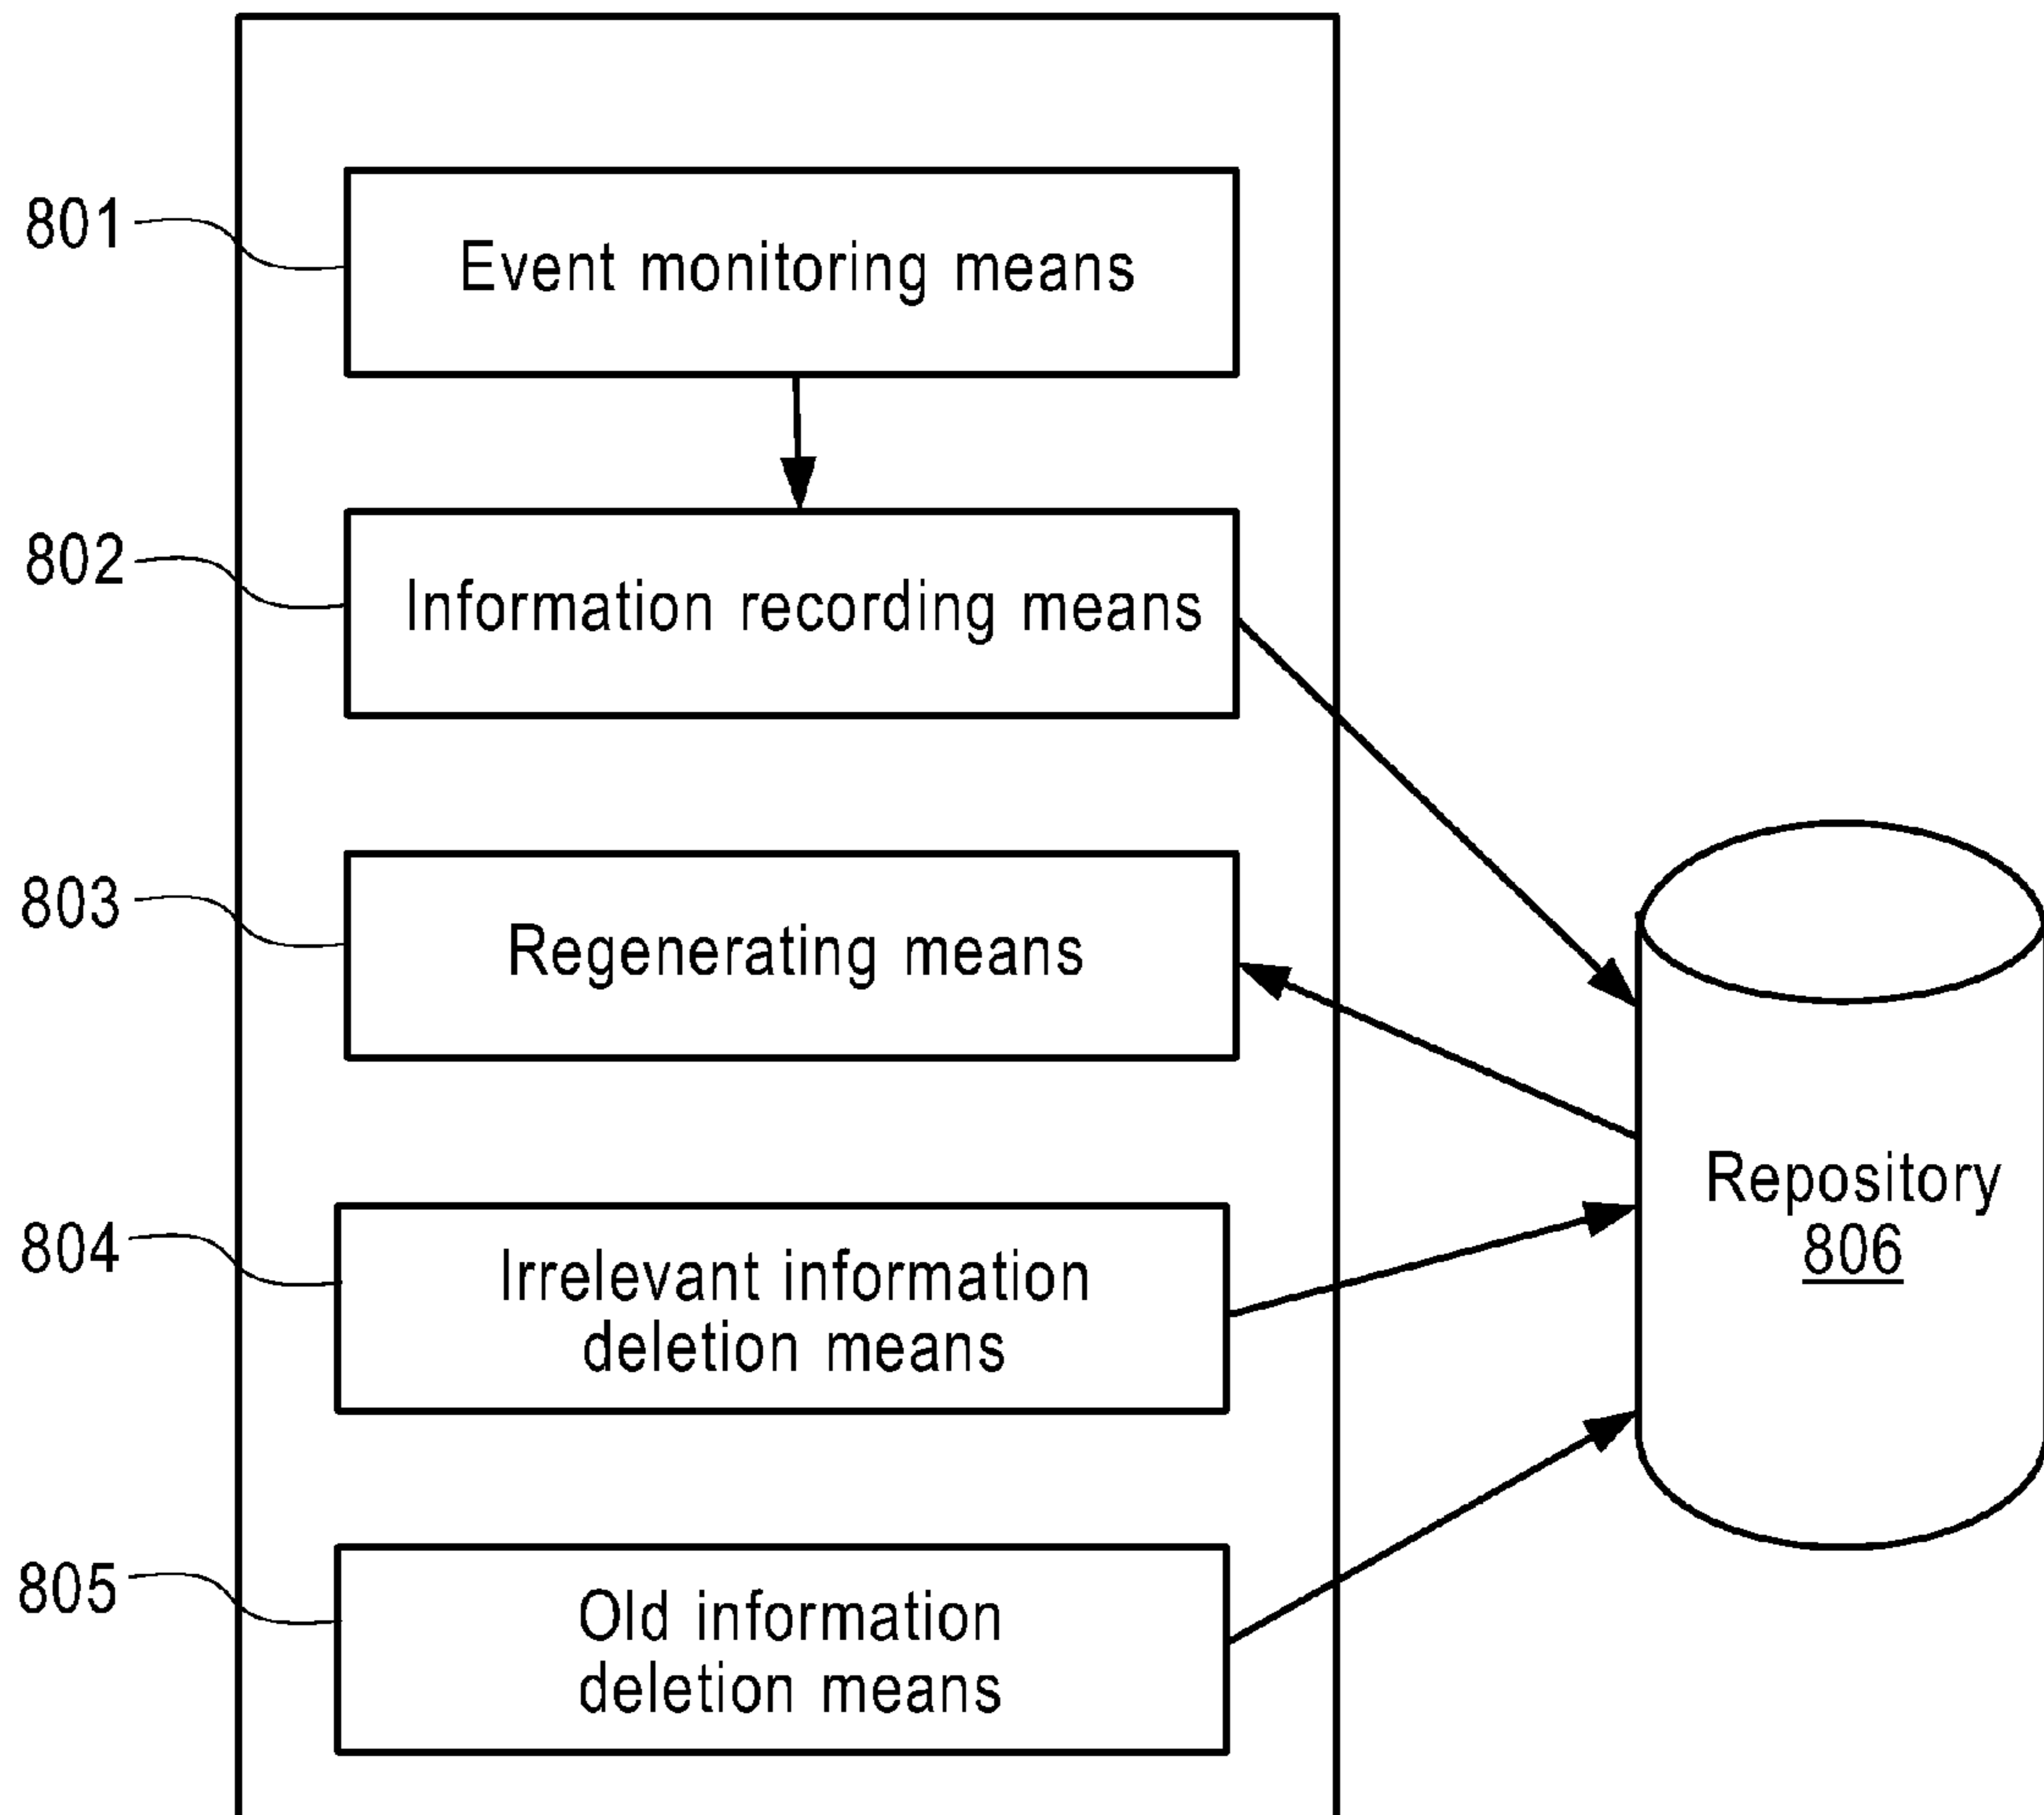 801
Event monitoring means
802
Information recording means
803
Regenerating means
804
Irrelevant information
deletion means
805
Old information
deletion means
Repository
806